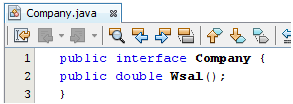 Company.java
1 public interface Company {
2 public double Wsal();
3 }